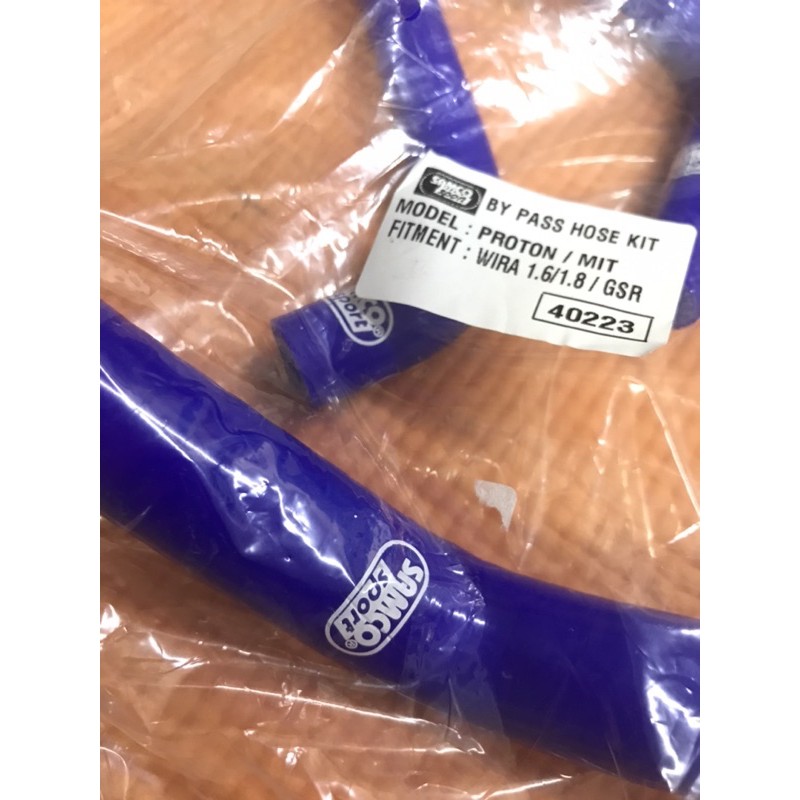 SAMCO
sport
BY PASS HOSE KIT
MODEL : PROTON / MIT
FITMENT : WIRA 1.6/1.8 / GSR
40223
SAMCO
sport
SAMCO
sport